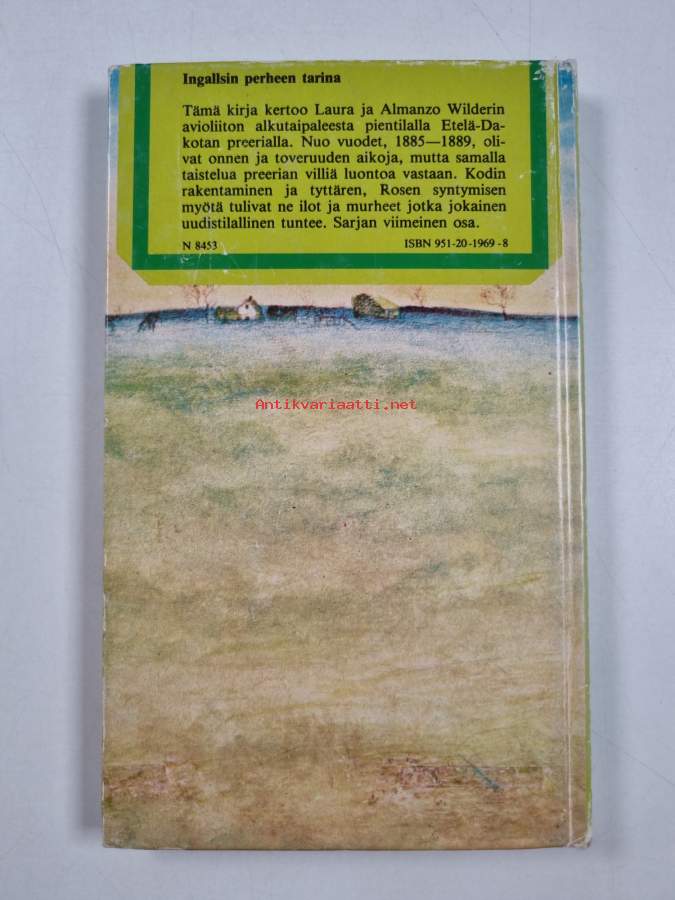 Ingallsin perheen tarina
Tämä kirja kertoo Laura ja Almanzo Wilderin
avioliiton alkutaipaleesta pientilalla Etelä-Da-
kotan preerialla. Nuo vuodet, 1885—1889, oli-
vat onnen ja toveruuden aikoja, mutta samalla
taistelua preerian villiä luontoa vastaan. Kodin
rakentaminen ja tyttären, Rosen syntymisen
myötä tulivat ne ilot ja murheet jotka jokainen
uudistilallinen tuntee. Sarjan viimeinen osa.
N 8453 ISBN 951-20-1969-8
Antikvariaatti.net